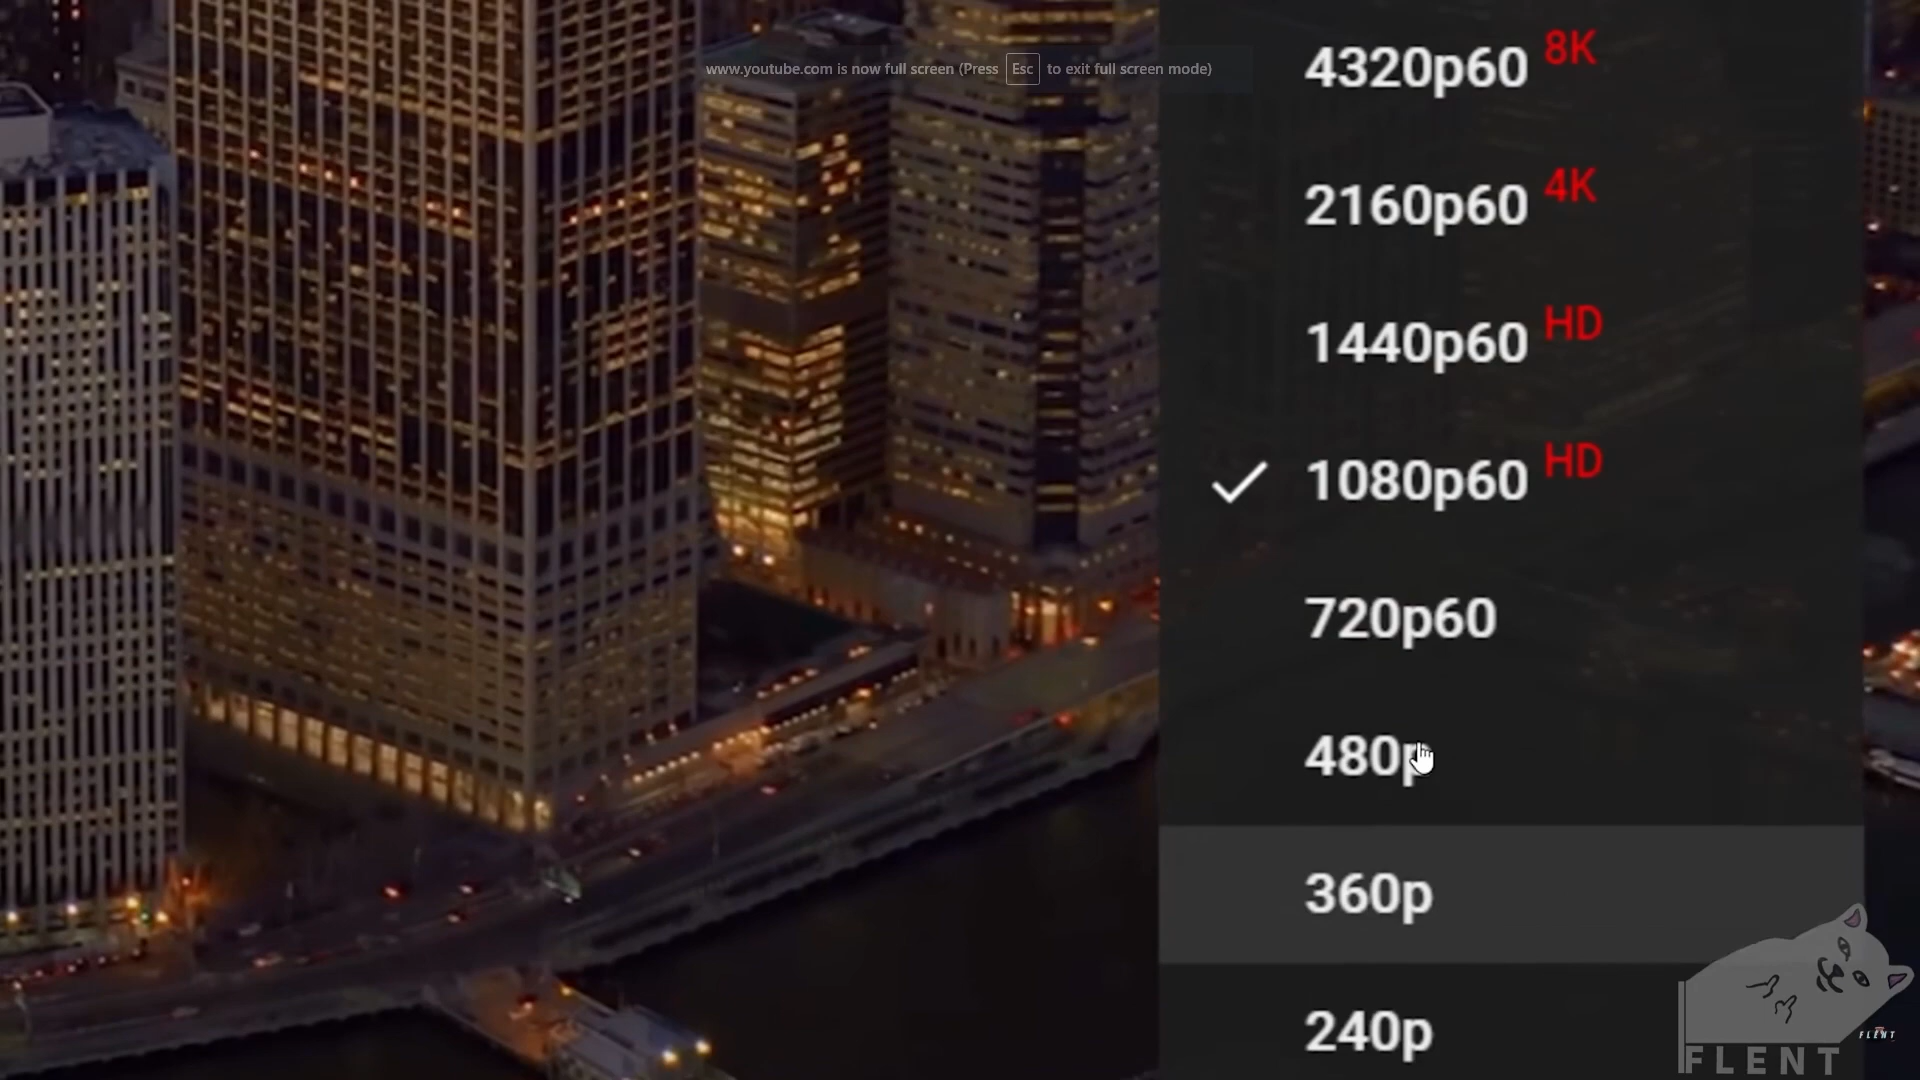 www.youtube.com is now full screen (Press Esc to exit full screen mode)
4320p60 8K
2160p60 4K
1440p60 HD
1080p60 HD
720p60
480p
360p
240p
FLENT
FLENT